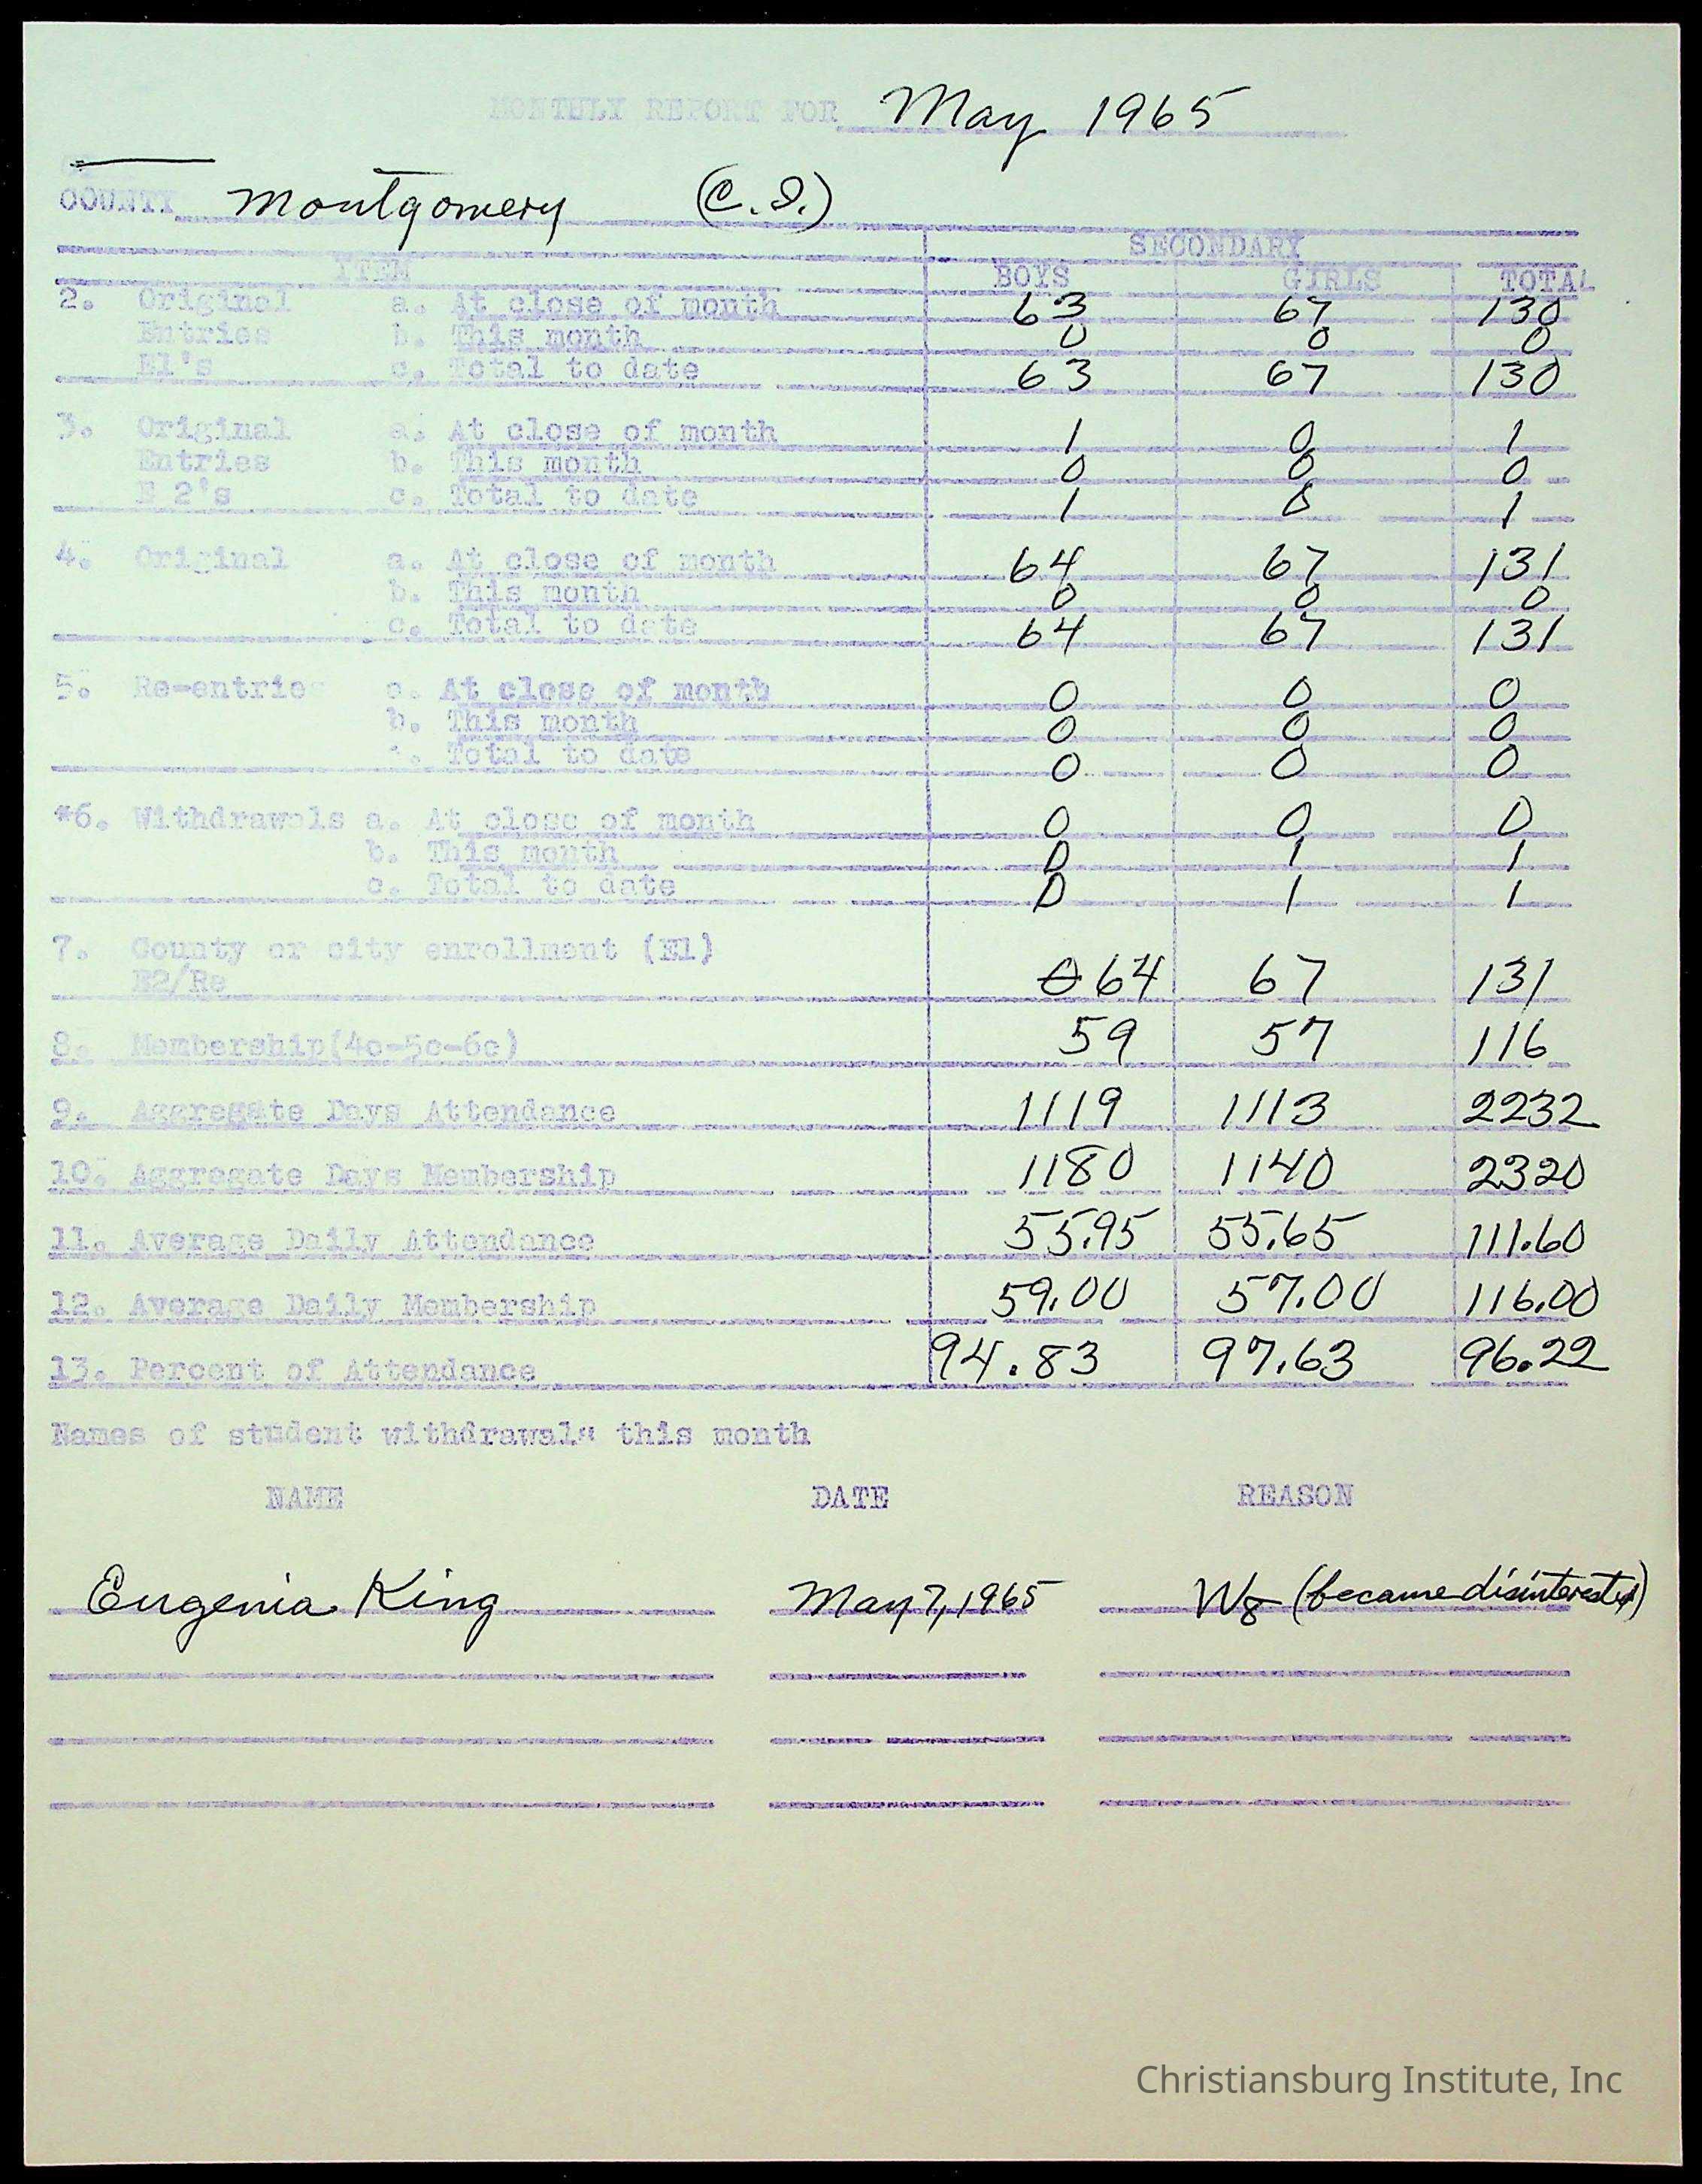 MONTHLY REPORT FOR May 1965
COUNTY Montgomery (C.I.)
SECONDARY
ITEM BOYS GIRLS TOTAL
2. Original a. At close of month 63 67 130
Entries b. This month 0 0 0
E1's c. Total to date 63 67 130
3. Original a. At close of month 1 0 1
Entries b. This month 0 0 0
E 2's c. Total to date 1 0 1
4. Original a. At close of month 64 67 131
b. This month 0 0 0
c. Total to date 64 67 131
5. Re-entrie a. At close of month 0 0 0
b. This month 0 0 0
c. Total to date 0 0 0
*6. Withdrawals a. At close of month 0 0 0
b. This month 0 1 1
c. Total to date 0 1 1
7. County or city enrollment (E1)
E2/Re 64 67 131
8. Membership(4c-5c-6c) 59 57 116
9. Aggregate Days Attendance 1119 1113 2232
10. Aggregate Days Membership 1180 1140 2320
11. Average Daily Attendance 55.95 55.65 111.60
12. Average Daily Membership 59.00 57.00 116.00
13. Percent of Attendance 94.83 97.63 96.22
Names of student withdrawals this month
NAME DATE REASON
Eugenia King May 7, 1965 W8 (became disinterested)
Christiansburg Institute, Inc